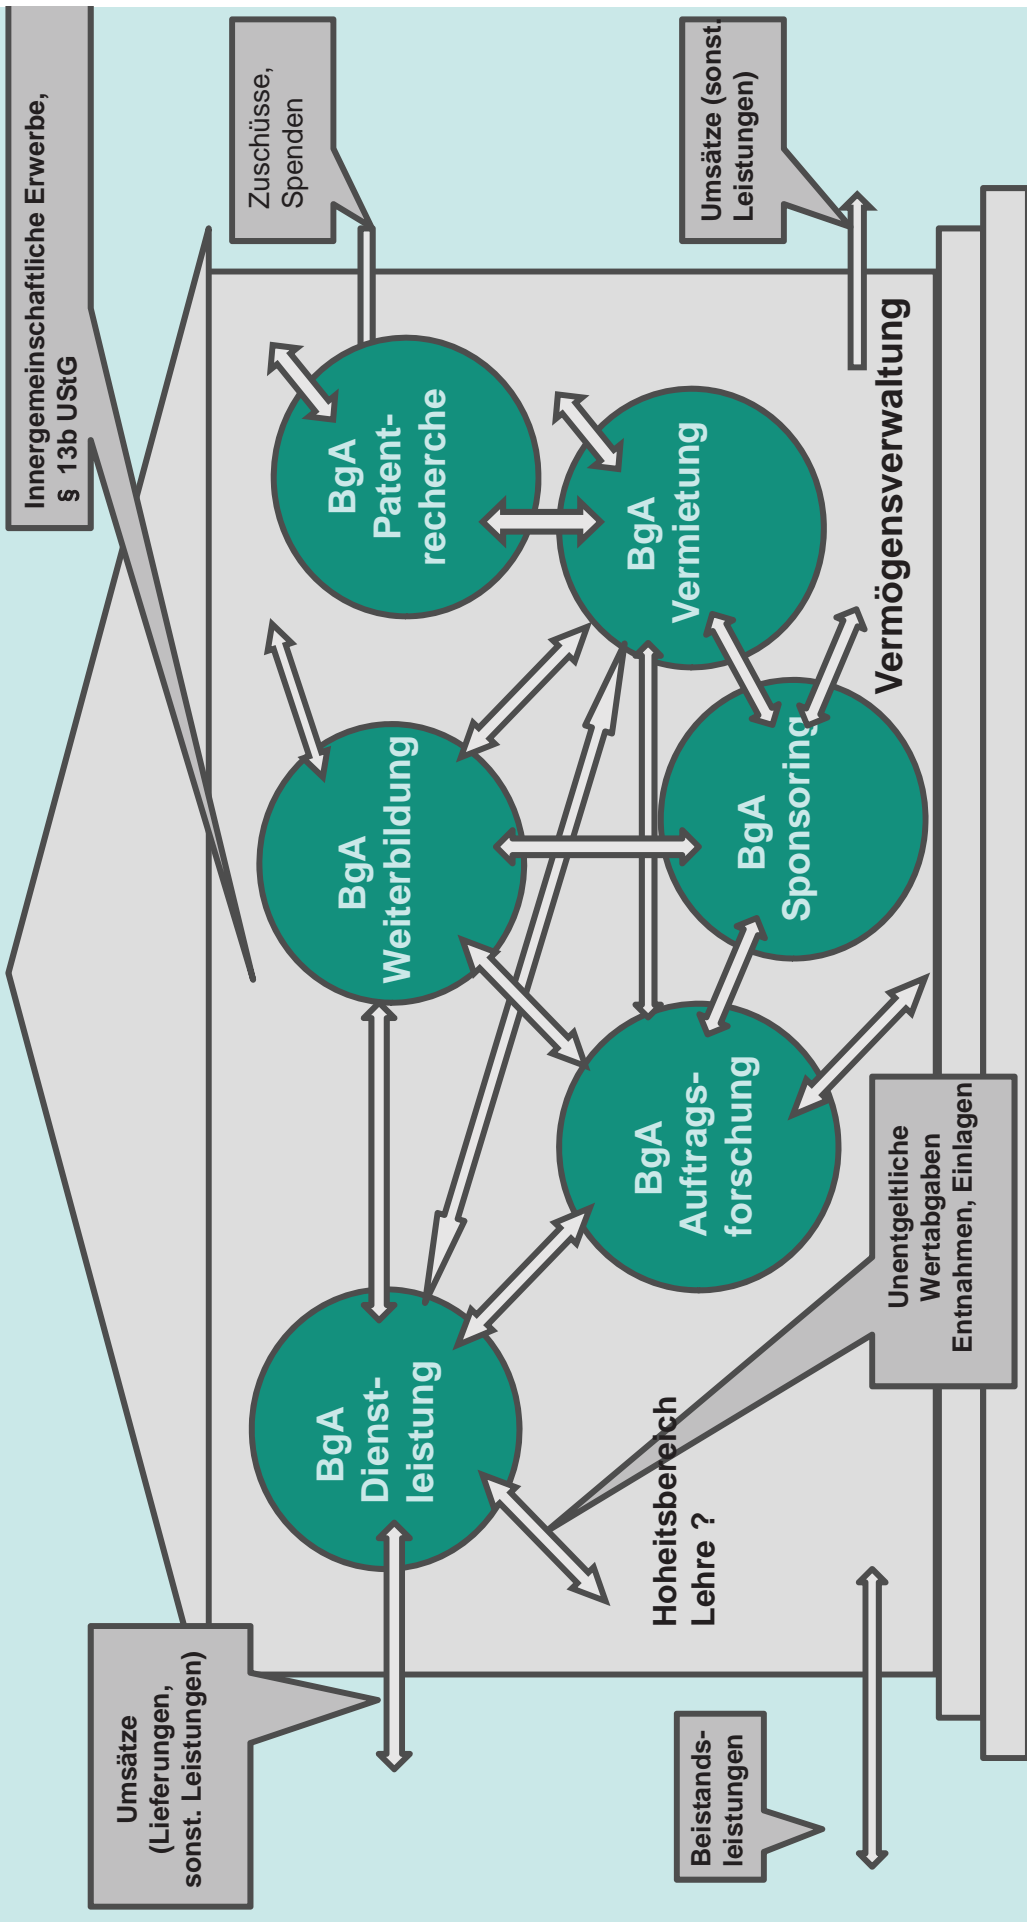 Innergemeinschaftliche Erwerbe,
§ 13b UStG
Umsätze
(Lieferungen,
sonst. Leistungen)
Zuschüsse,
Spenden
BgA
Dienst-
leistung
BgA
Weiterbildung
BgA
Patent-
recherche
BgA
Auftrags-
forschung
BgA
Sponsoring
BgA
Vermietung
Hoheitsbereich
Lehre ?
Vermögensverwaltung
Umsätze (sonst.
Leistungen)
Beistands-
leistungen
Unentgeltliche
Wertabgaben
Entnahmen, Einlagen